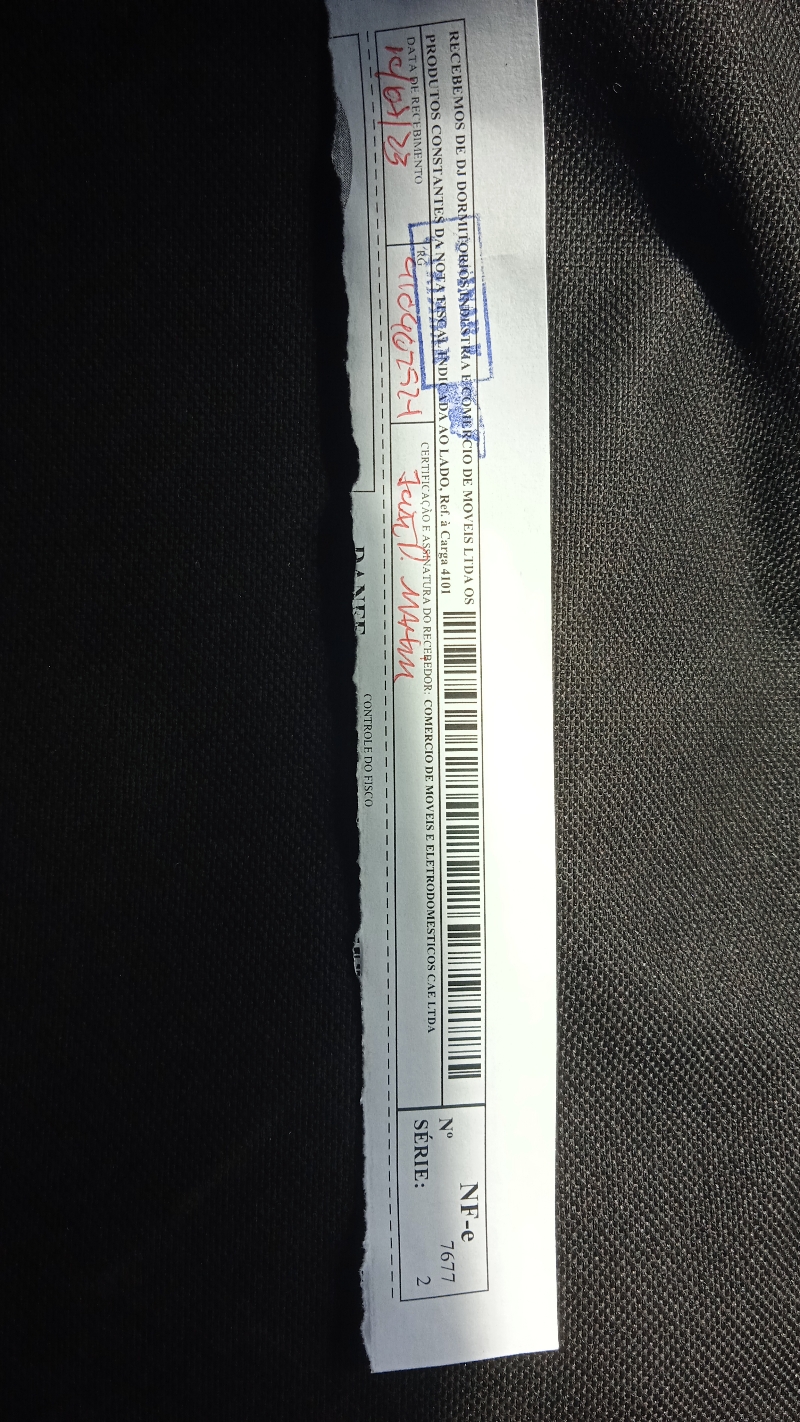 RECEBEMOS DE DJ DORMITORIOS INDUSTRIA E COMERCIO DE MOVEIS LTDA OS
PRODUTOS CONSTANTES DA NOTA FISCAL INDICADA AO LADO, Ref. à Carga 4101
DATA DE RECEBIMENTO
RG
CERTIFICAÇÃO E ASSINATURA DO RECEBEDOR: COMERCIO DE MOVEIS E ELETRODOMESTICOS CAE LTDA
NF-e
Nº 7677
SÉRIE: 2
DANFE
CONTROLE DO FISCO